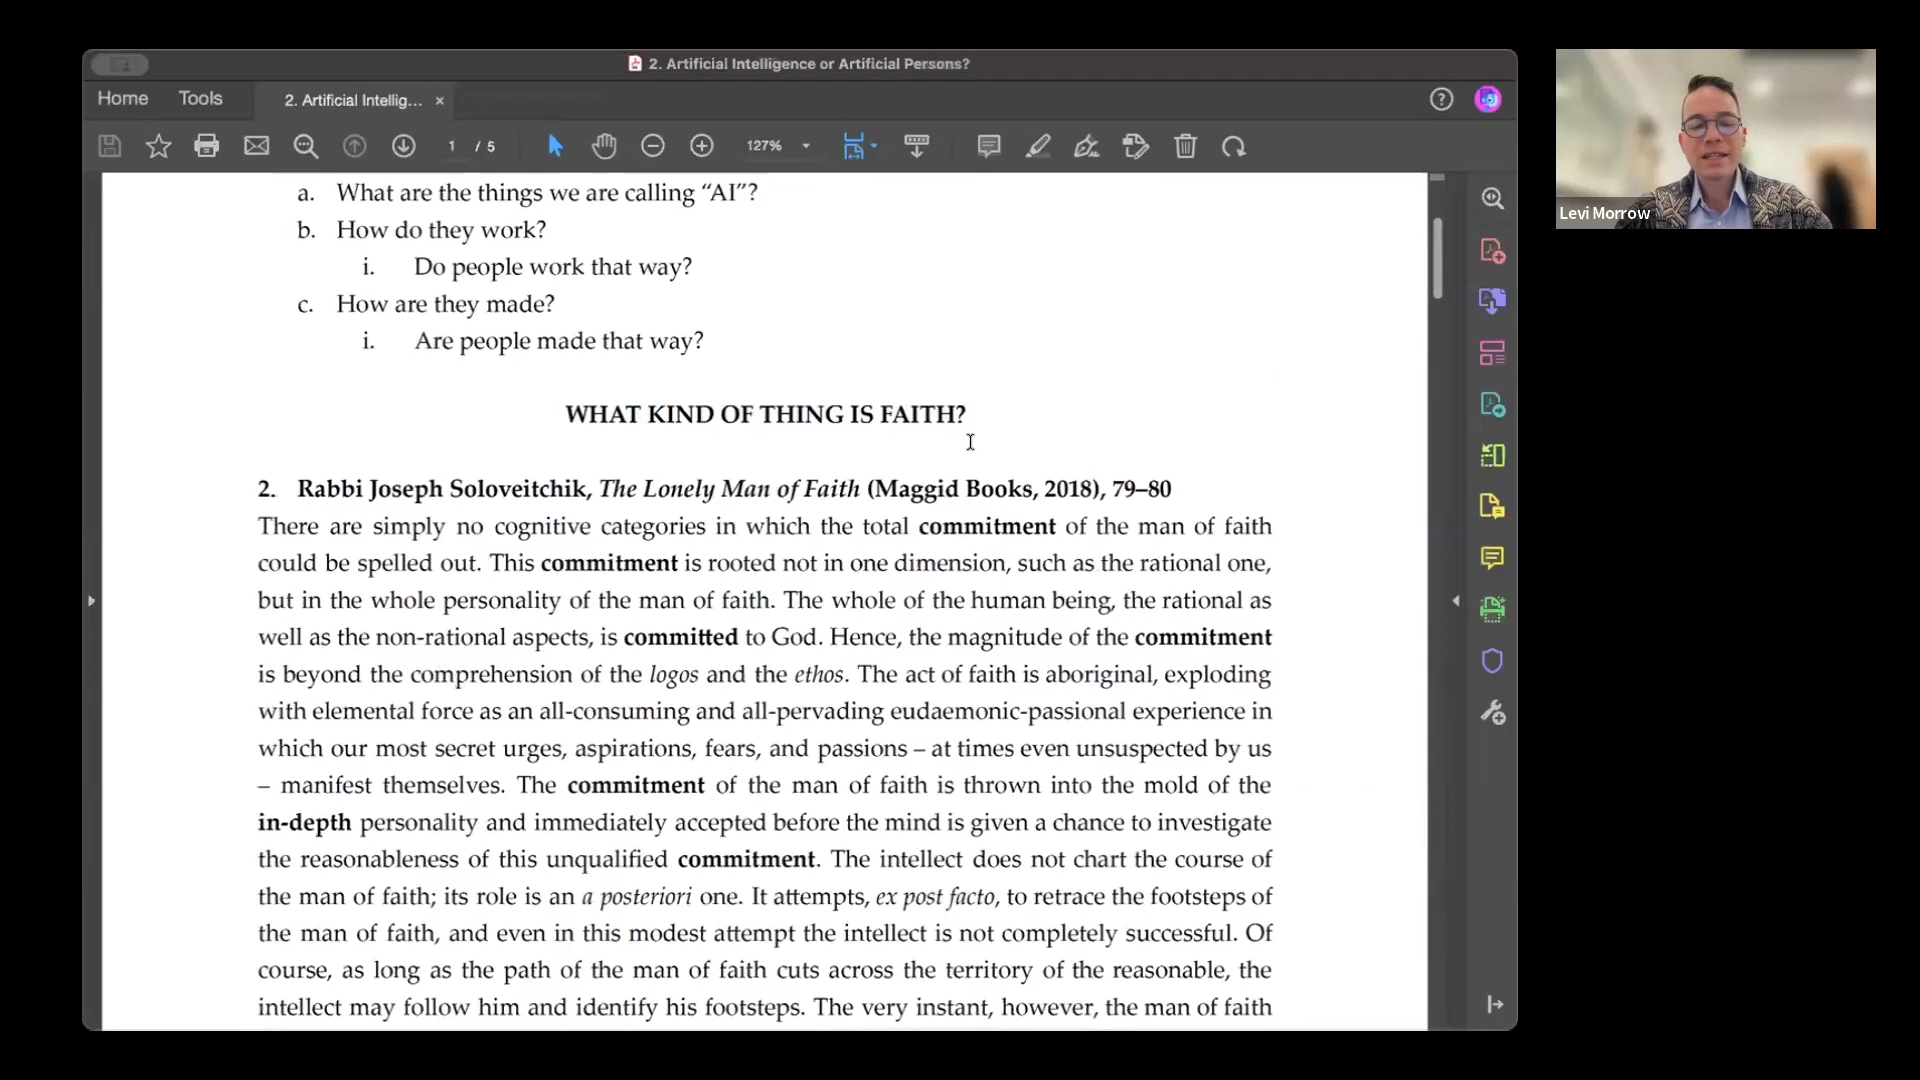 2. Artificial Intelligence or Artificial Persons?
Home Tools 2. Artificial Intellig... ×
1 / 5 127%
a. What are the things we are calling “AI”?
b. How do they work?
i. Do people work that way?
c. How are they made?
i. Are people made that way?
WHAT KIND OF THING IS FAITH?
2. Rabbi Joseph Soloveitchik, The Lonely Man of Faith (Maggid Books, 2018), 79–80
There are simply no cognitive categories in which the total commitment of the man of faith
could be spelled out. This commitment is rooted not in one dimension, such as the rational one,
but in the whole personality of the man of faith. The whole of the human being, the rational as
well as the non-rational aspects, is committed to God. Hence, the magnitude of the commitment
is beyond the comprehension of the logos and the ethos. The act of faith is aboriginal, exploding
with elemental force as an all-consuming and all-pervading eudaemonic-passional experience in
which our most secret urges, aspirations, fears, and passions – at times even unsuspected by us
– manifest themselves. The commitment of the man of faith is thrown into the mold of the
in-depth personality and immediately accepted before the mind is given a chance to investigate
the reasonableness of this unqualified commitment. The intellect does not chart the course of
the man of faith; its role is an a posteriori one. It attempts, ex post facto, to retrace the footsteps of
the man of faith, and even in this modest attempt the intellect is not completely successful. Of
course, as long as the path of the man of faith cuts across the territory of the reasonable, the
intellect may follow him and identify his footsteps. The very instant, however, the man of faith
Levi Morrow